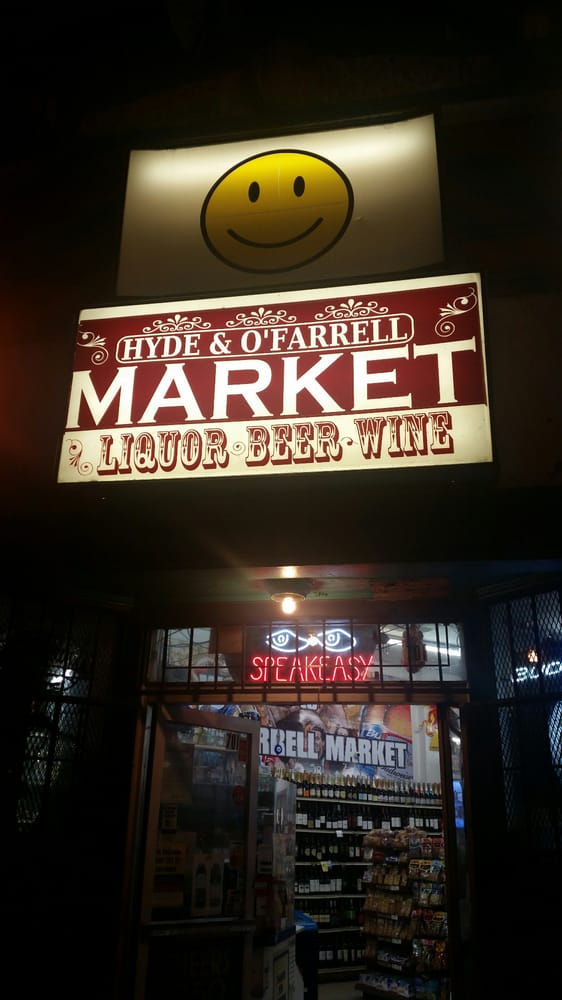 HYDE & O'FARRELL
MARKET
LIQUOR · BEER · WINE
SPEAKEASY
RRELL MARKET